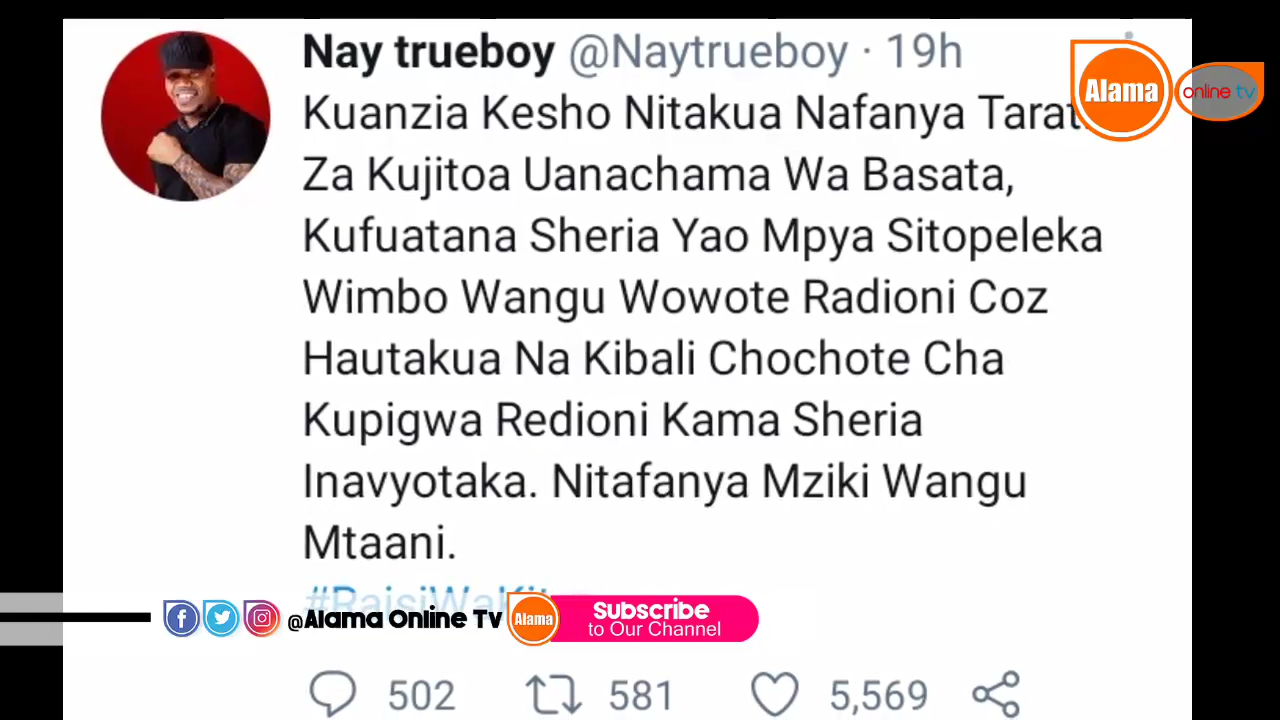 Nay trueboy @Naytrueboy · 19h
Kuanzia Kesho Nitakua Nafanya
Za Kujitoa Uanachama Wa Basata,
Kufuatana Sheria Yao Mpya Sitopeleka
Wimbo Wangu Wowote Radioni Coz
Hautakua Na Kibali Chochote Cha
Kupigwa Redioni Kama Sheria
Inavyotaka. Nitafanya Mziki Wangu
Mtaani.
Alama online tv
@Alama Online Tv Alama Subscribe
to Our Channel
502 581 5,569